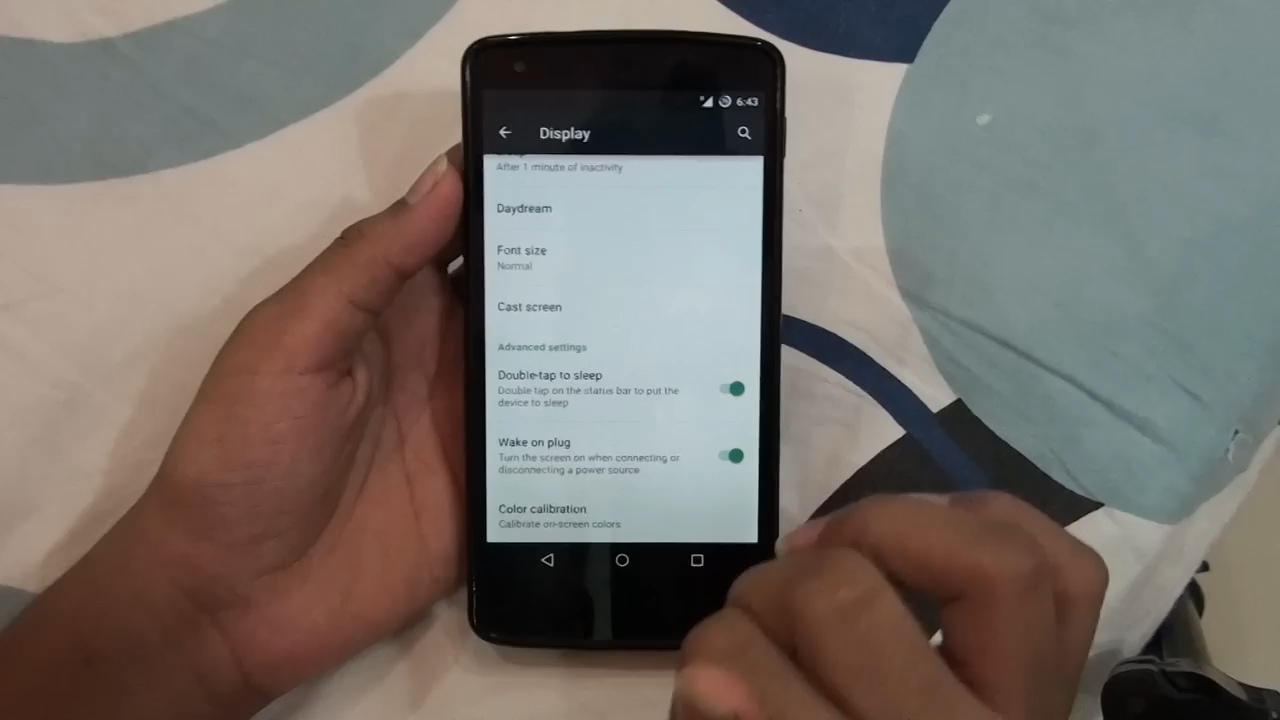 6:43
Display
After 1 minute of inactivity
Daydream
Font size
Normal
Cast screen
Advanced settings
Double-tap to sleep
Double tap on the status bar to put the
device to sleep
Wake on plug
Turn the screen on when connecting or
disconnecting a power source
Color calibration
Calibrate on-screen colors